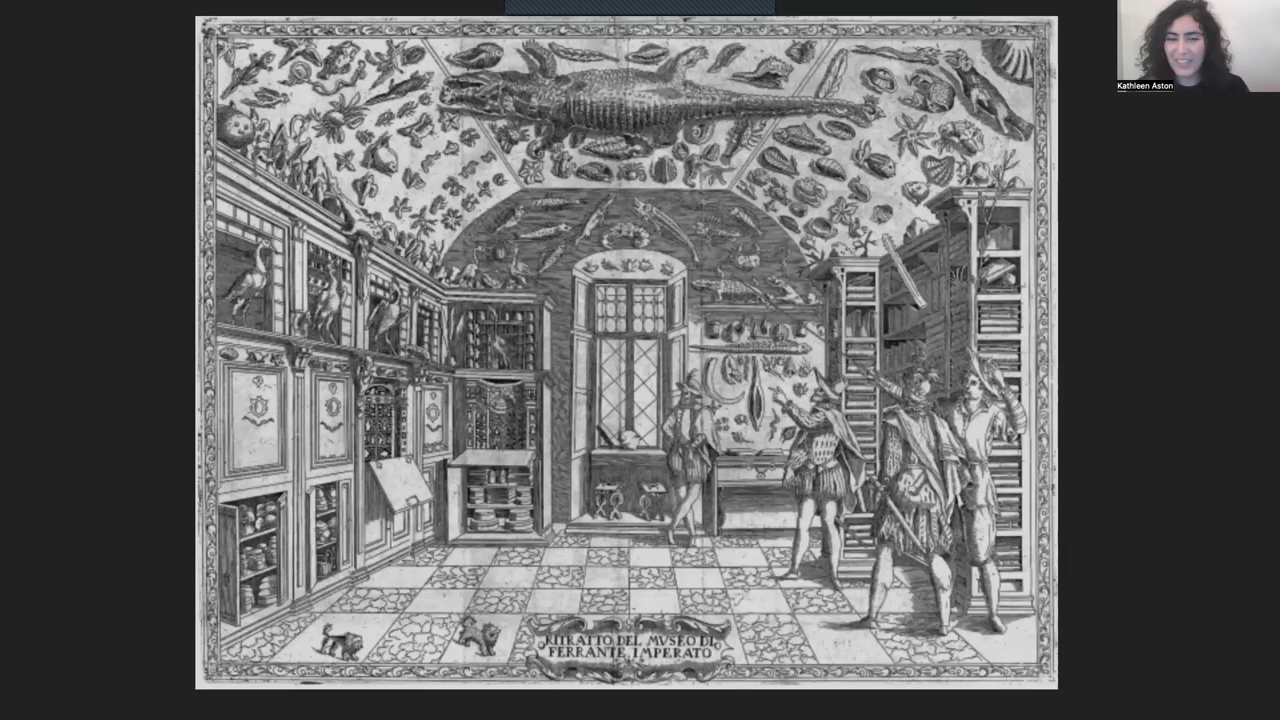 Kathleen Aston
RITRATTO DEL MVSEO DI
FERRANTE IMPERATO